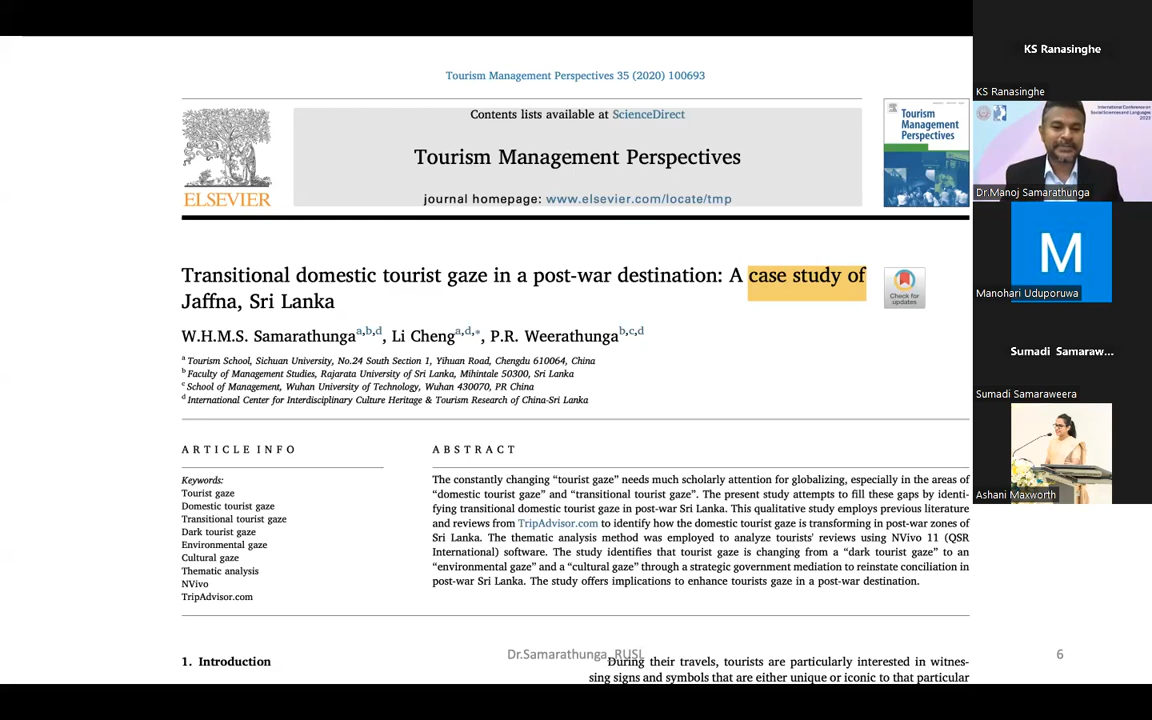 Tourism Management Perspectives 35 (2020) 100693
Contents lists available at ScienceDirect
Tourism Management Perspectives
journal homepage: www.elsevier.com/locate/tmp
ELSEVIER
Tourism
Management
Perspectives
Transitional domestic tourist gaze in a post-war destination: A case study of
Jaffna, Sri Lanka
Check for
updates
W.H.M.S. Samarathunga a,b,d, Li Cheng a,d,*, P.R. Weerathunga b,c,d
a Tourism School, Sichuan University, No.24 South Section 1, Yihuan Road, Chengdu 610064, China
b Faculty of Management Studies, Rajarata University of Sri Lanka, Mihintale 50300, Sri Lanka
c School of Management, Wuhan University of Technology, Wuhan 430070, PR China
d International Center for Interdisciplinary Culture Heritage & Tourism Research of China-Sri Lanka
ARTICLE INFO
Keywords:
Tourist gaze
Domestic tourist gaze
Transitional tourist gaze
Dark tourist gaze
Environmental gaze
Cultural gaze
Thematic analysis
NVivo
TripAdvisor.com
ABSTRACT
The constantly changing “tourist gaze” needs much scholarly attention for globalizing, especially in the areas of
“domestic tourist gaze” and “transitional tourist gaze”. The present study attempts to fill these gaps by identi-
fying transitional domestic tourist gaze in post-war Sri Lanka. This qualitative study employs previous literature
and reviews from TripAdvisor.com to identify how the domestic tourist gaze is transforming in post-war zones of
Sri Lanka. The thematic analysis method was employed to analyze tourists' reviews using NVivo 11 (QSR
International) software. The study identifies that tourist gaze is changing from a “dark tourist gaze” to an
“environmental gaze” and a “cultural gaze” through a strategic government mediation to reinstate conciliation in
post-war Sri Lanka. The study offers implications to enhance tourists gaze in a post-war destination.
1. Introduction
During their travels, tourists are particularly interested in witnes-
sing signs and symbols that are either unique or iconic to that particular
Dr.Samarathunga, RUSL
6
KS Ranasinghe
KS Ranasinghe
International Conference on
Social Sciences and Languages
2023
Dr.Manoj Samarathunga
M
Manohari Uduporuwa
Sumadi Samaraw...
Sumadi Samaraweera
Ashani Maxworth